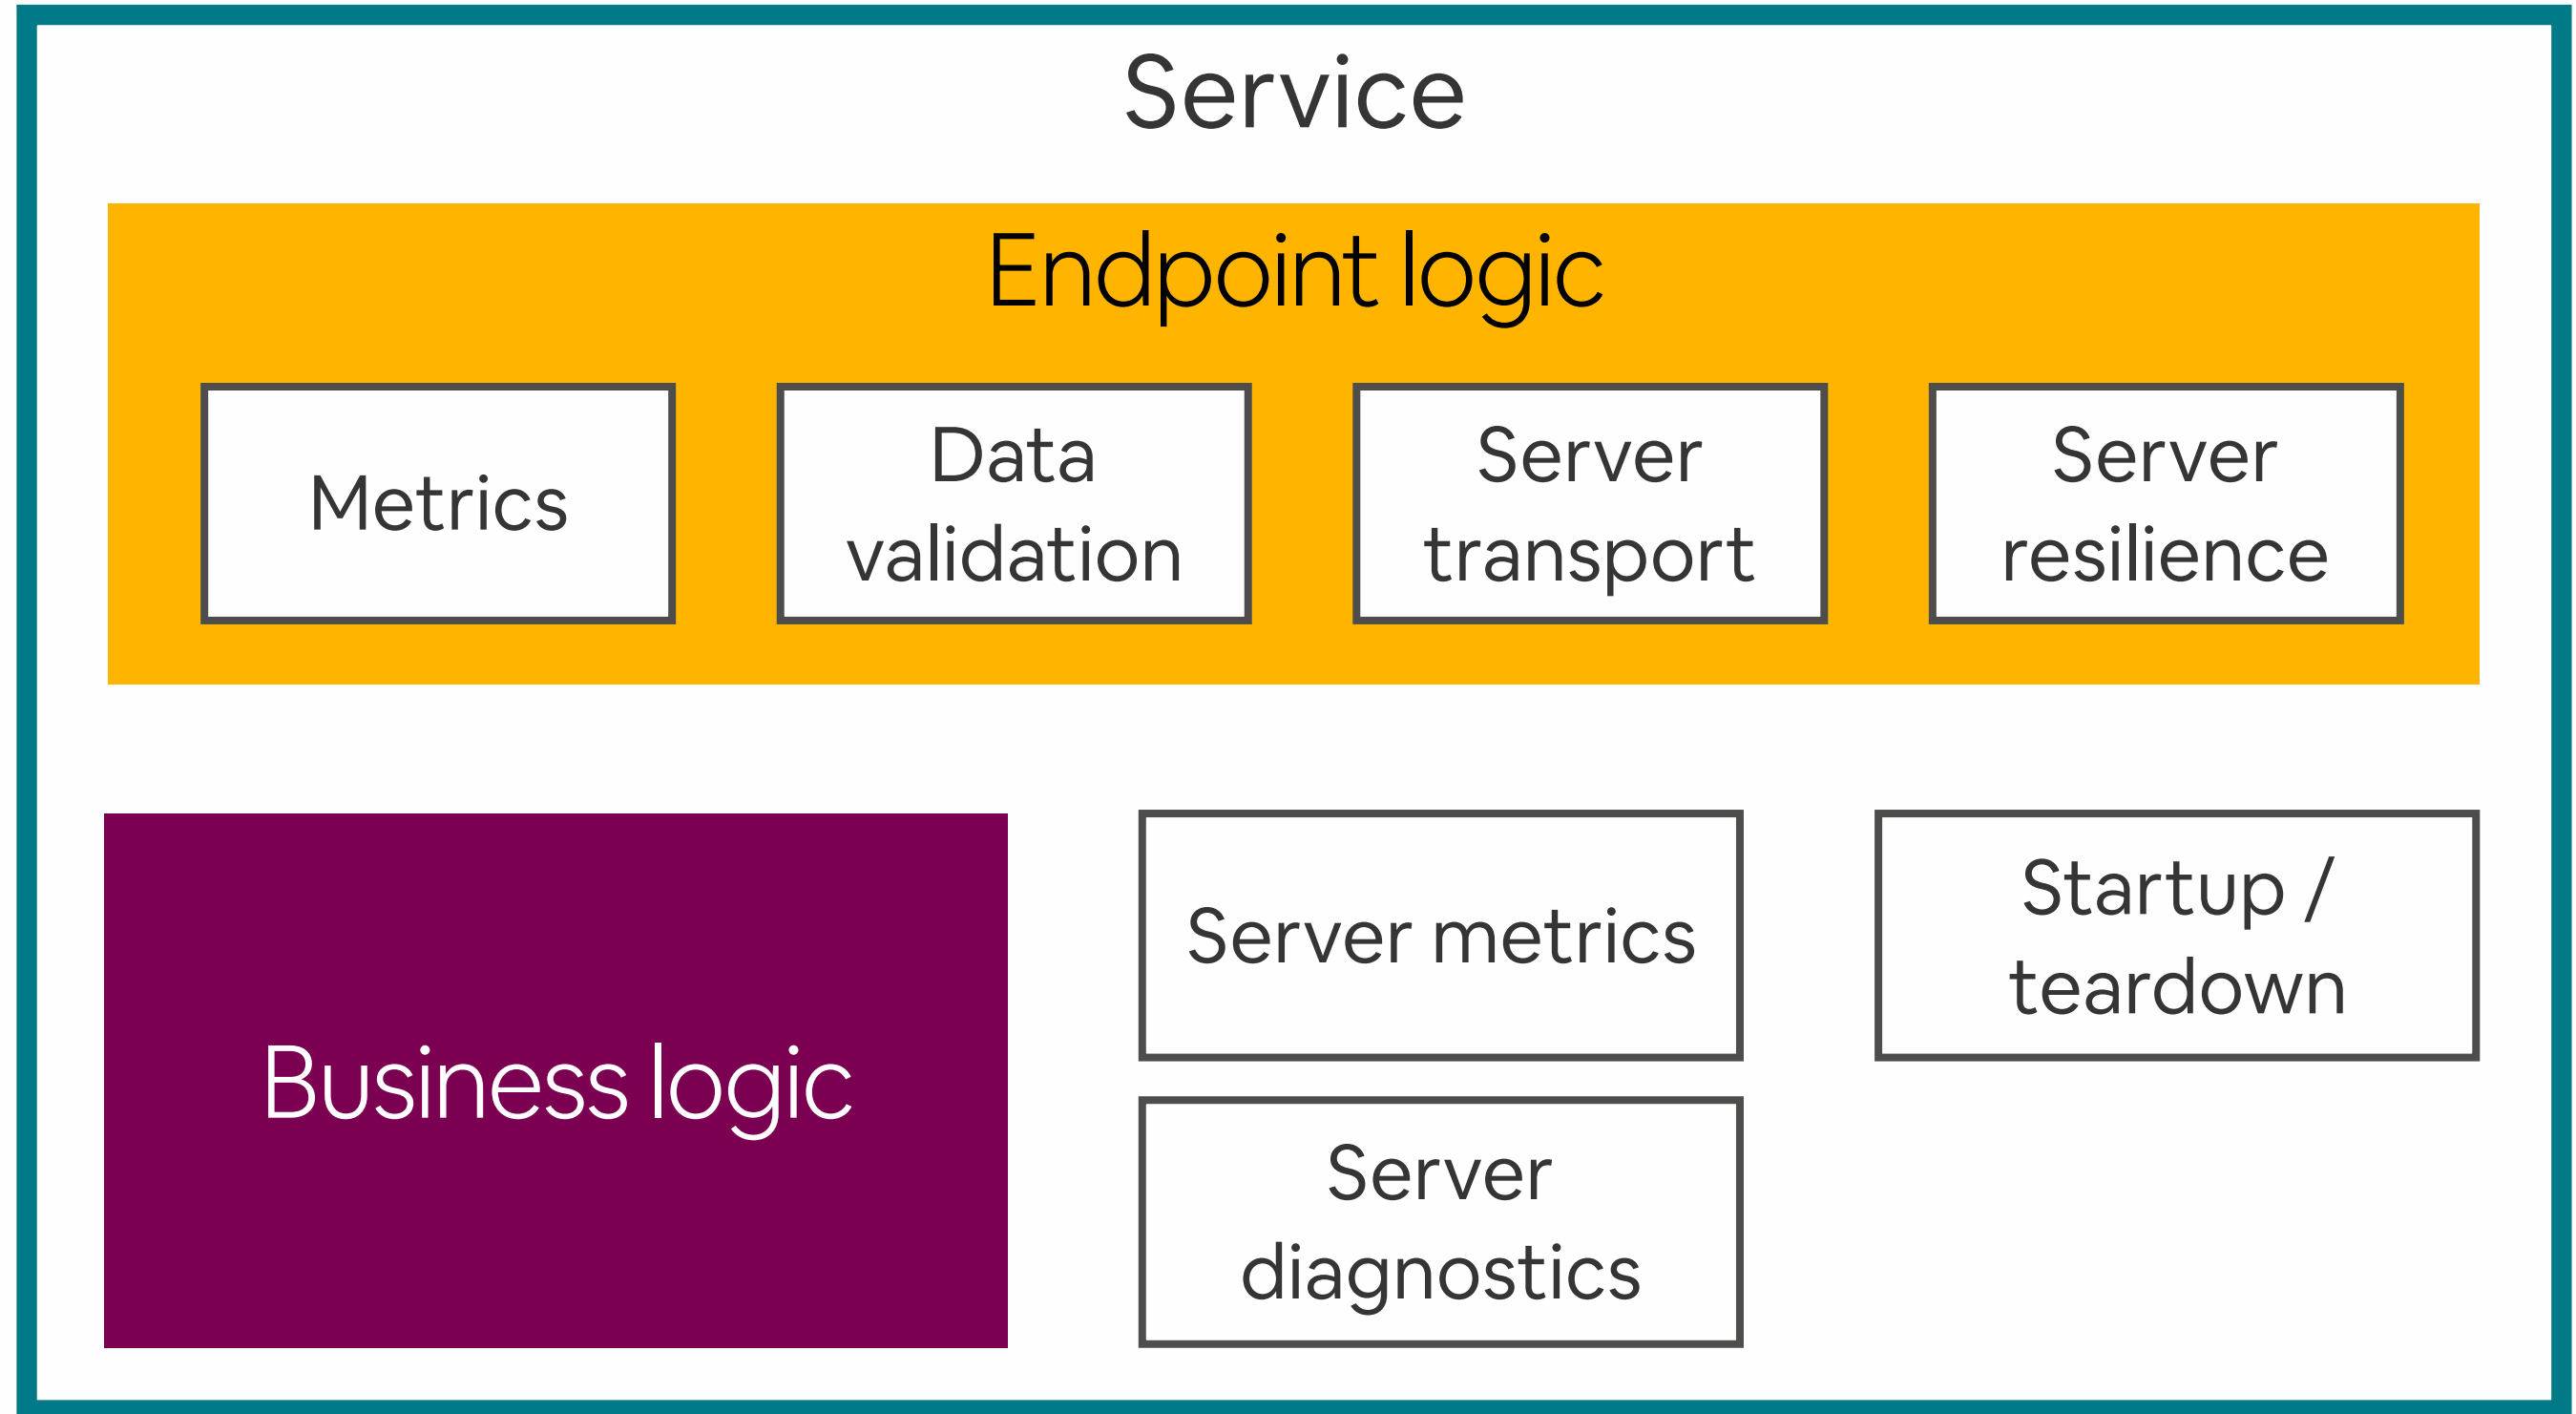 Service
Endpoint logic
Metrics
Data
validation
Server
transport
Server
resilience
Business logic
Server metrics
Server
diagnostics
Startup /
teardown